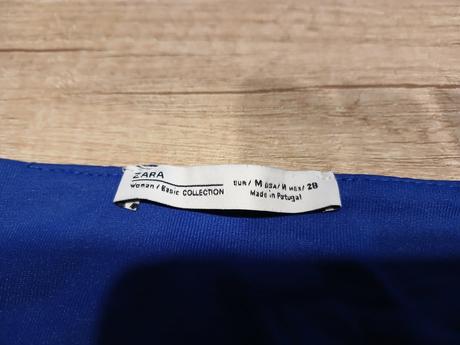 ZARA
Woman / Basic COLLECTION
EUR / M USA / M MEX / 28
Made in Portugal